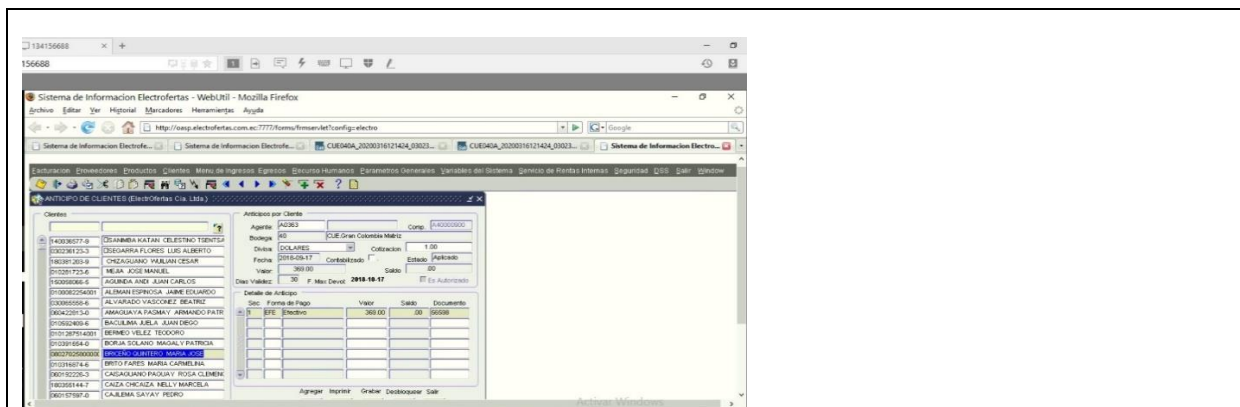 134156688
156688
Sistema de Informacion Electrofertas - WebUtil - Mozilla Firefox
Archivo Editar Ver Historial Marcadores Herramientas Ayuda
http://oasp.electrofertas.com.ec:7777/forms/frmservlet?config=electro
Google
Sistema de Informacion Electrofe... Sistema de Informacion Electrofe... CUE040A_20200316121424_03023... CUE040A_20200316121424_03023... Sistema de Informacion Electro...
Facturacion Proveedores Productos Clientes Menu de Ingresos Egresos Recurso Humanos Parametros Generales Variables del Sistema Servicio de Rentas Internas Seguridad DSS Salir Window
ANTICIPO DE CLIENTES (ElectrOfertas Cia. Ltda.)
Clientes
140036577-9 SANIMBA KATAN CELESTINO TSENTSA
030236123-3 SEGARRA FLORES LUIS ALBERTO
180381203-9 CHIZAGUANO WUILIAN CESAR
010281723-6 MEJIA JOSE MANUEL
150058066-5 AGUINDA ANDI JUAN CARLOS
0100082254001 ALEMAN ESPINOSA JAIME EDUARDO
030065558-6 ALVARADO VASCONEZ BEATRIZ
060422813-0 AMAGUAYA PASMAY ARMANDO PATR
010592409-6 BACULIMA JUELA JUAN DIEGO
0101287514001 BERMEO VELEZ TEODORO
010391654-0 BORJA SOLANO MAGALY PATRICIA
BRICEÑO QUINTERO MARIA JOSE
010316874-6 BRITO FARES MARIA CARMELINA
060192226-3 CAISAGUANO PAGUAY ROSA CLEMEN
180355144-7 CAIZA CHICAIZA NELLY MARCELA
060157597-0 CAJILEMA SAYAY PEDRO
Anticipos por Cliente
Agente A0363 Comp.
Bodega 40 CUE.Gran Colombia Matriz
Divisa DOLARES Cotizacion 1.00
Fecha 2018-09-17 Contabilizado Estado Aplicado
Valor 369.00 Saldo .00
Dias Validez 30 F. Max Devol: 2018-10-17 Es Autorizado
Detalle de Anticipo
Sec Forma de Pago Valor Saldo Documento
1 EFE Efectivo 369.00 .00 66598
Agregar Imprimir Grabar Desbloquear Salir
Activar Windows